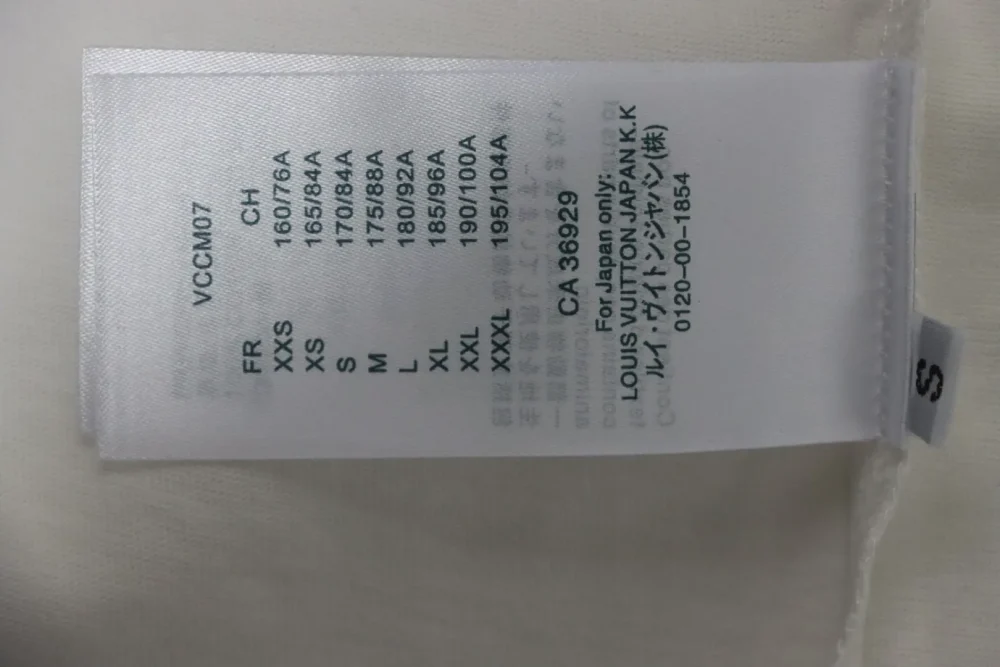 VCCM07
FR CH
XXS 160/76A
XS 165/84A
S 170/84A
M 175/88A
L 180/92A
XL 185/96A
XXL 190/100A
XXXL 195/104A
CA 36929
For Japan only:
LOUIS VUITTON JAPAN K.K
ルイ・ヴイトンジャパン(株)
0120-00-1854
S